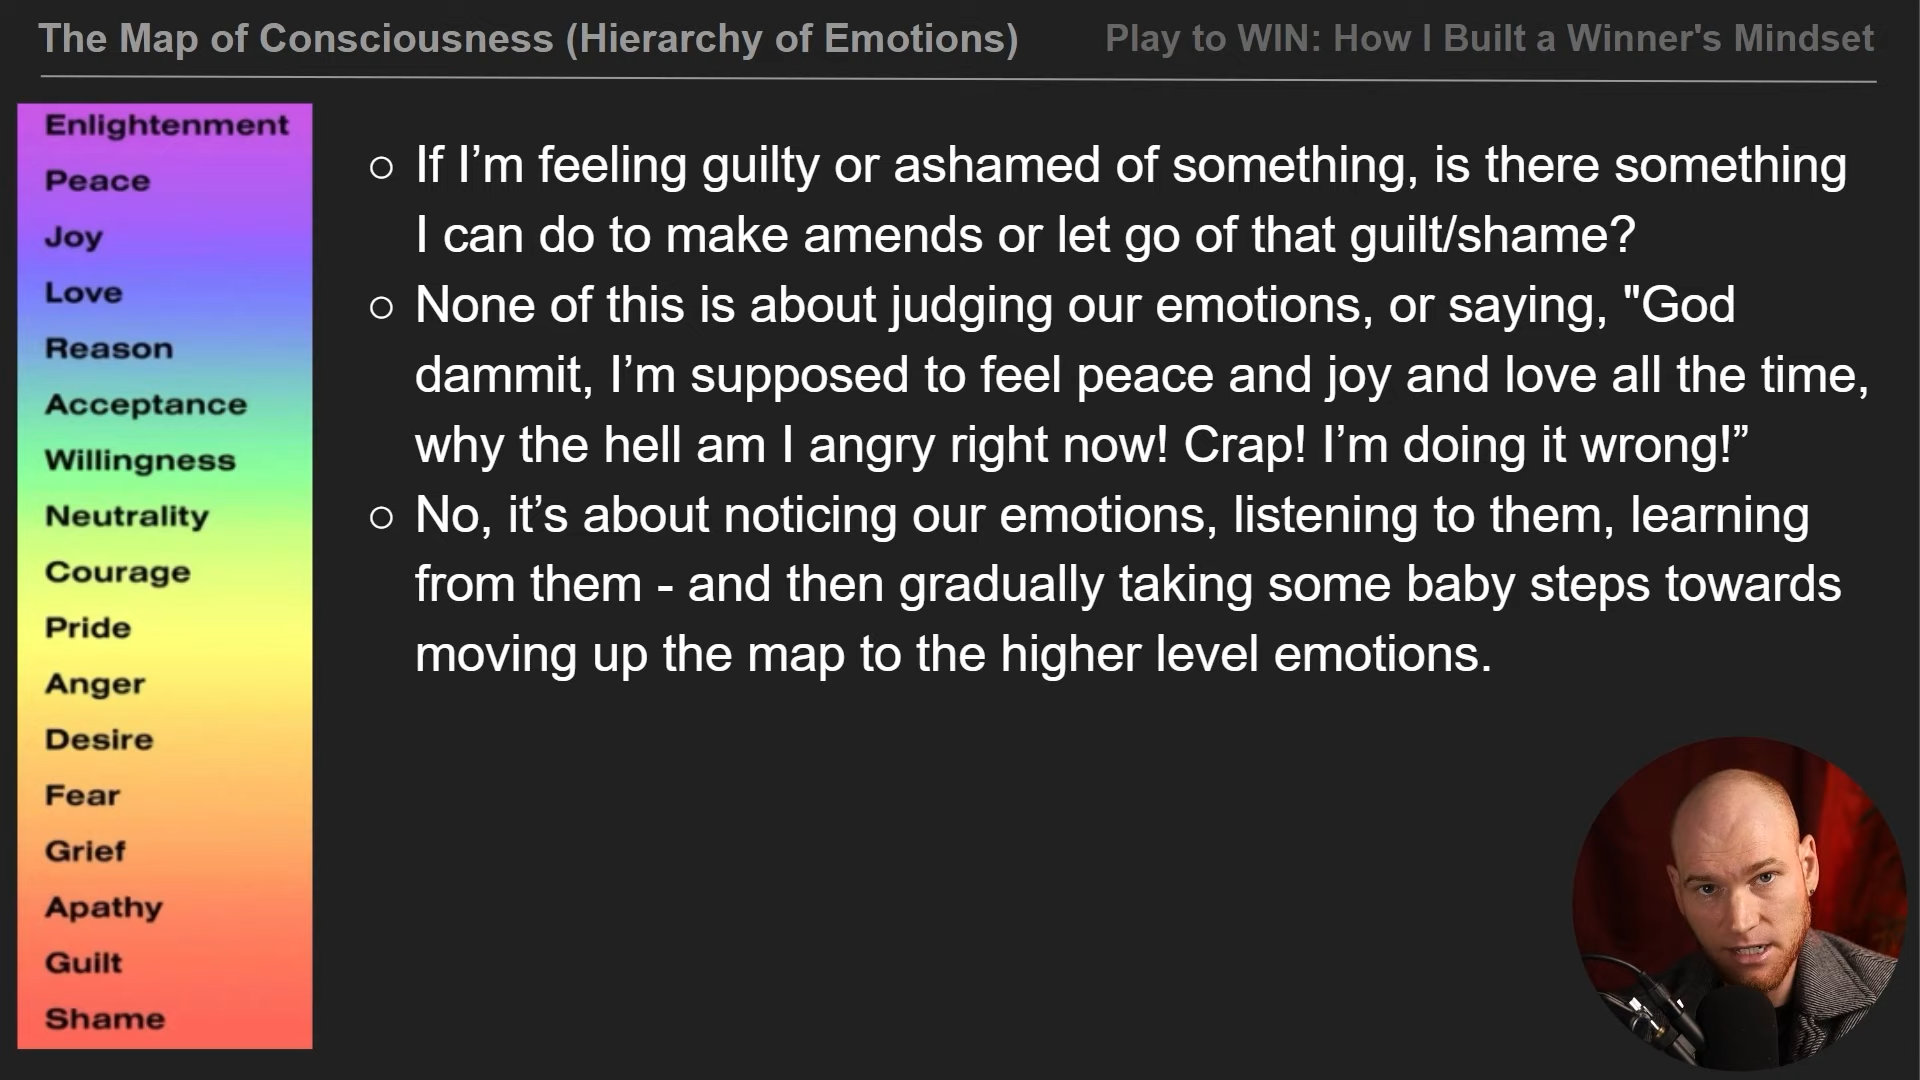 The Map of Consciousness (Hierarchy of Emotions)
Play to WIN: How I Built a Winner's Mindset
Enlightenment
Peace
Joy
Love
Reason
Acceptance
Willingness
Neutrality
Courage
Pride
Anger
Desire
Fear
Grief
Apathy
Guilt
Shame
○ If I’m feeling guilty or ashamed of something, is there something
I can do to make amends or let go of that guilt/shame?
○ None of this is about judging our emotions, or saying, "God
dammit, I’m supposed to feel peace and joy and love all the time,
why the hell am I angry right now! Crap! I’m doing it wrong!”
○ No, it’s about noticing our emotions, listening to them, learning
from them - and then gradually taking some baby steps towards
moving up the map to the higher level emotions.